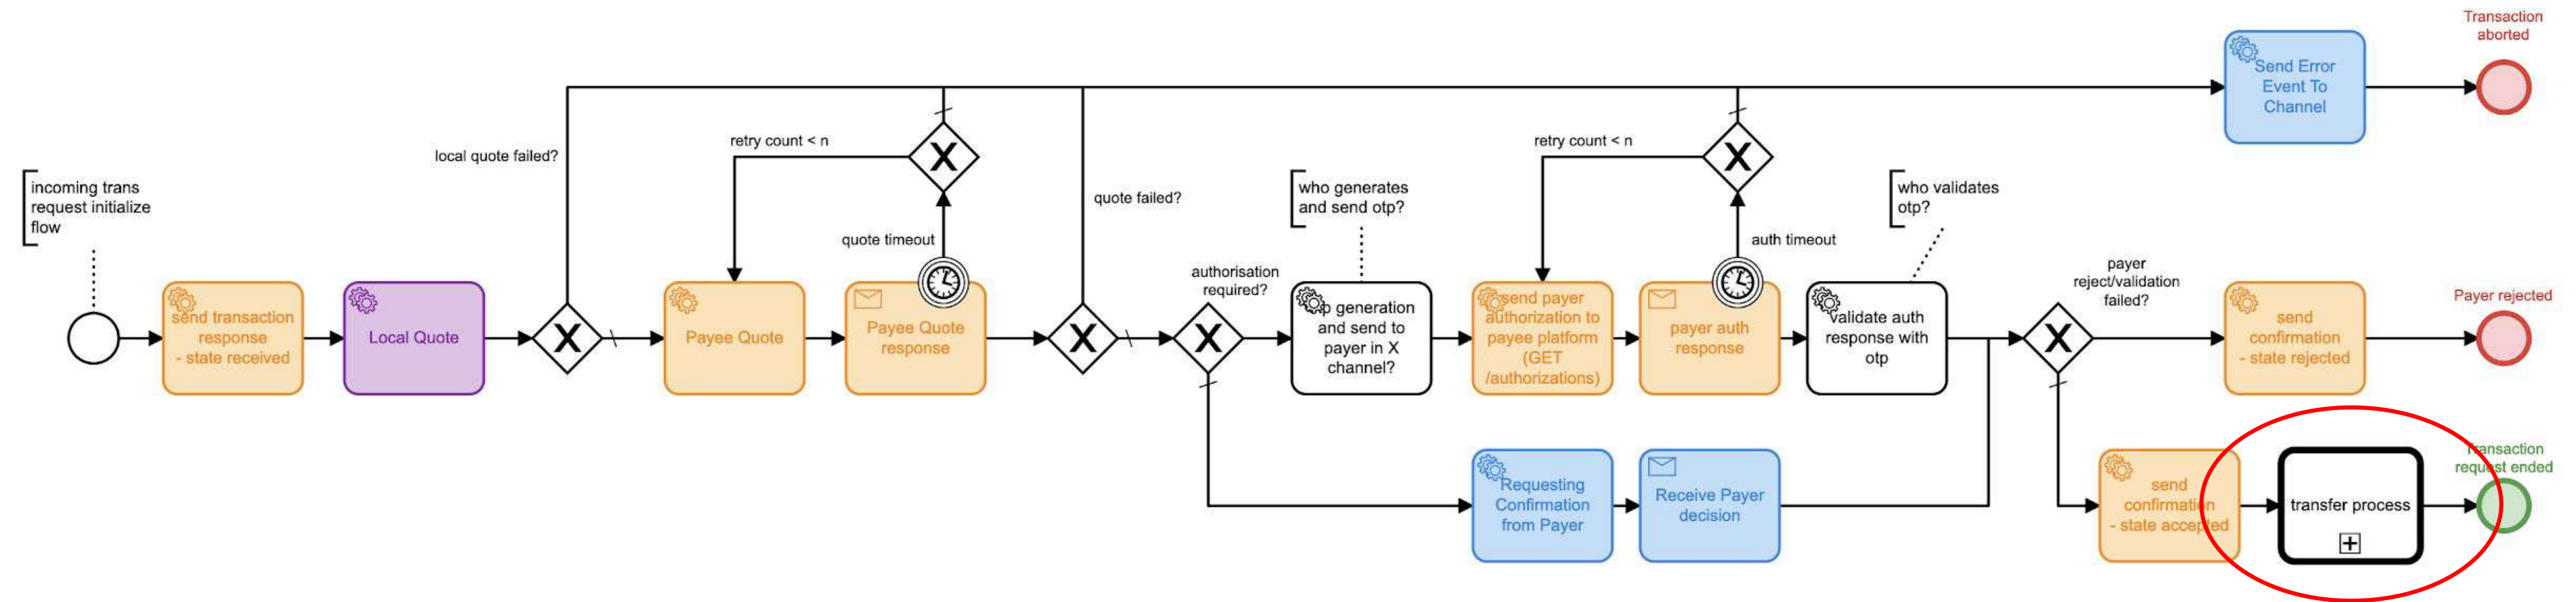 Transaction
aborted
Send Error
Event To
Channel
retry count < n
retry count < n
local quote failed?
incoming trans
request initialize
flow
quote failed?
who generates
and send otp?
who validates
otp?
quote timeout
auth timeout
authorisation
required?
payer
reject/validation
failed?
Payer rejected
send transaction
response
- state received
Local Quote
Payee Quote
Payee Quote
response
p generation
and send to
payer in X
channel?
send payer
authorization to
payee platform
(GET
/authorizations)
payer auth
response
validate auth
response with
otp
send
confirmation
- state rejected
Transaction
request ended
Requesting
Confirmation
from Payer
Receive Payer
decision
send
confirmation
- state accepted
transfer process